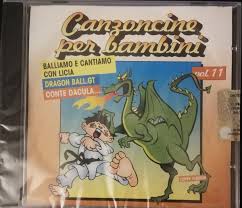 Canzoncine
per bambini
BALLIAMO E CANTIAMO
CON LICIA
vol. 11
DRAGON BALL GT
CONTE DACULA...